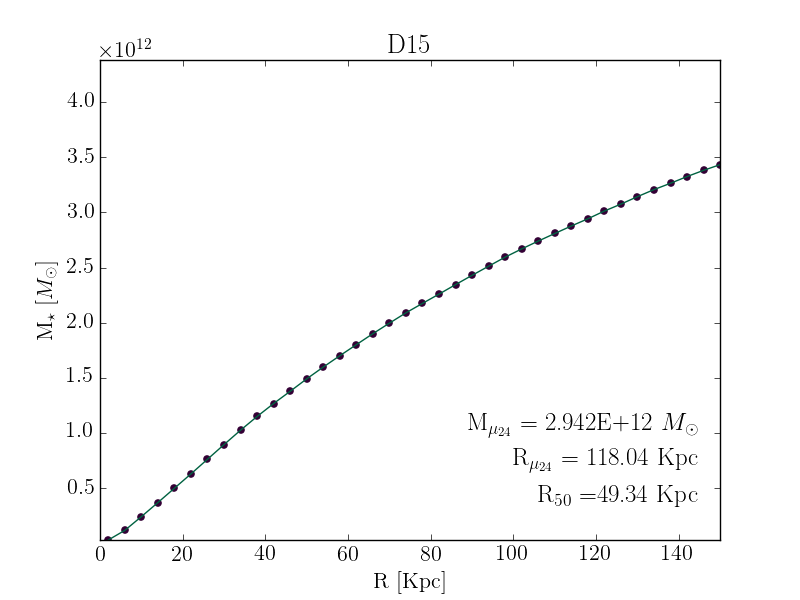 ×10¹²
D15
4.0
3.5
3.0
2.5
2.0
1.5
1.0
0.5
M⋆ [M⊙]
M_μ₂₄ = 2.942E+12 M⊙
R_μ₂₄ = 118.04 Kpc
R₅₀ =49.34 Kpc
0 20 40 60 80 100 120 140
R [Kpc]